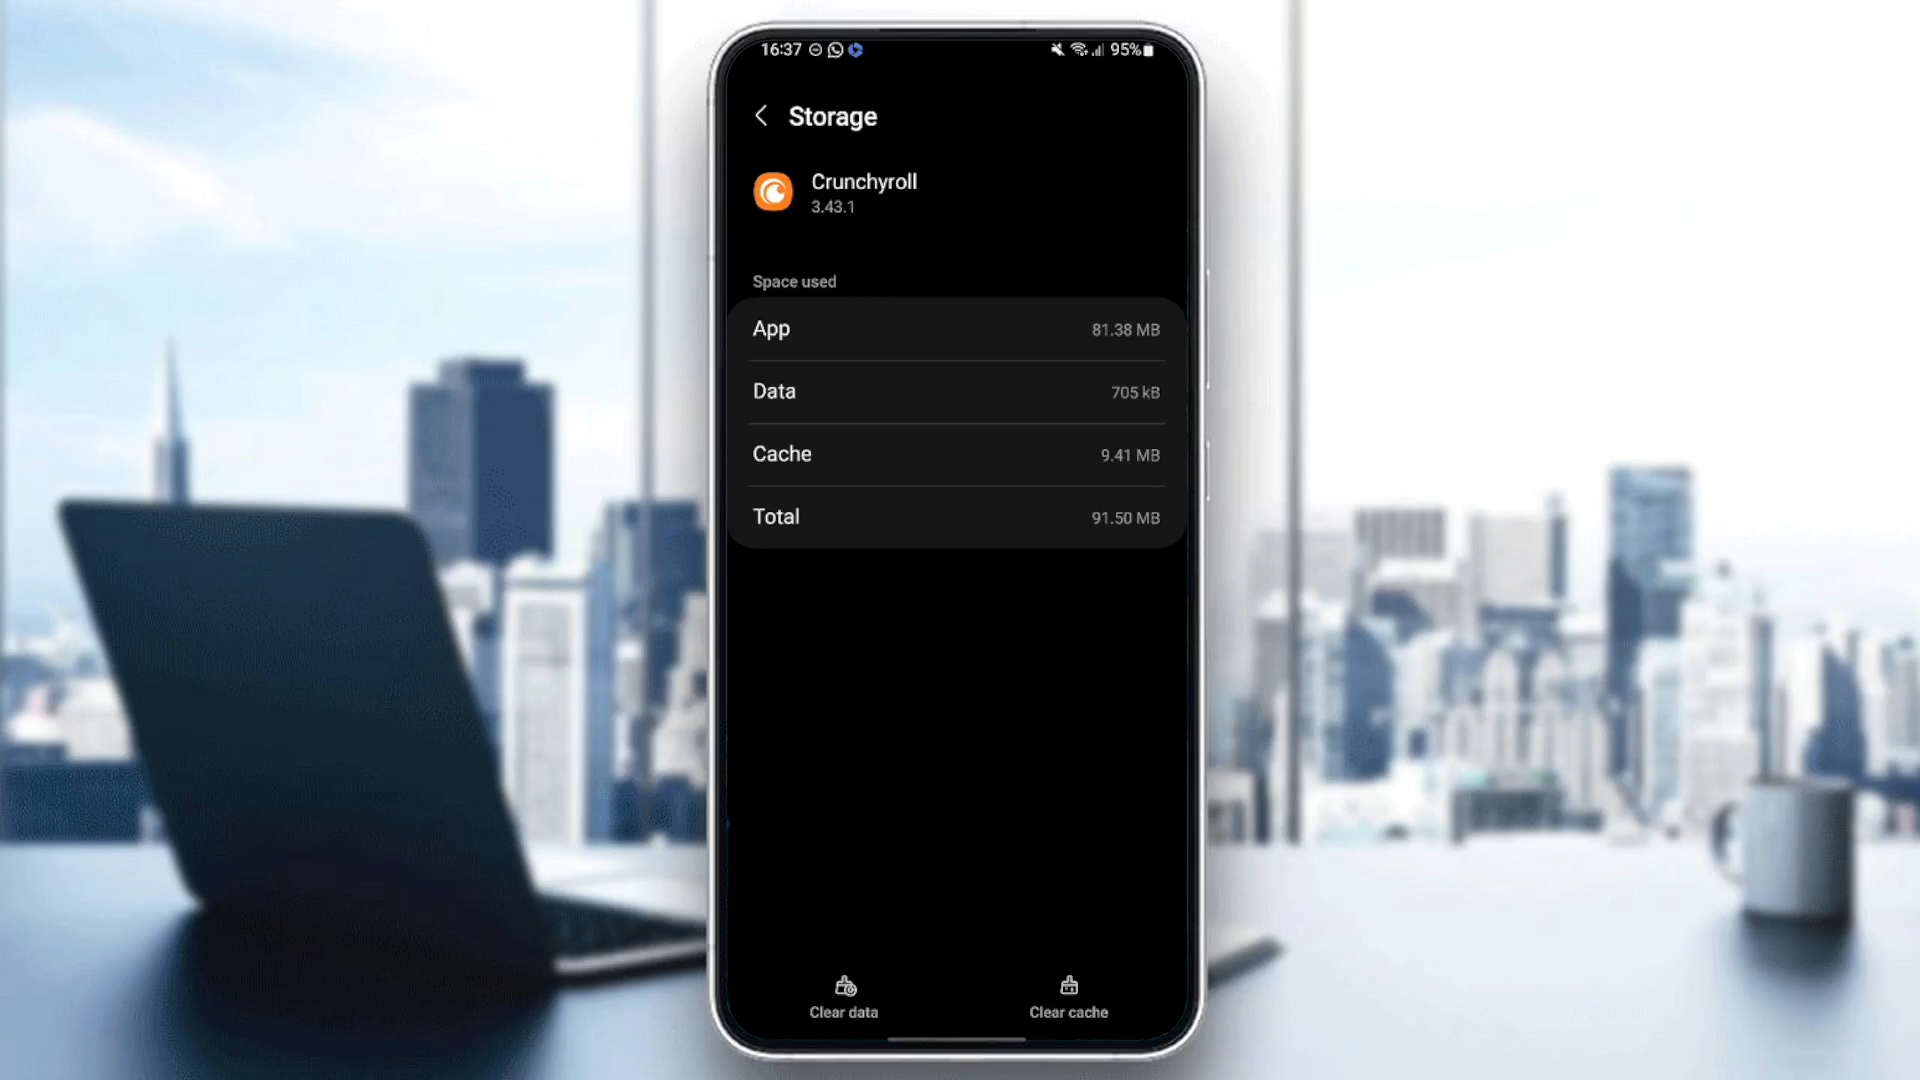 16:37 95%
Storage
Crunchyroll
3.43.1
Space used
App 81.38 MB
Data 705 kB
Cache 9.41 MB
Total 91.50 MB
Clear data Clear cache